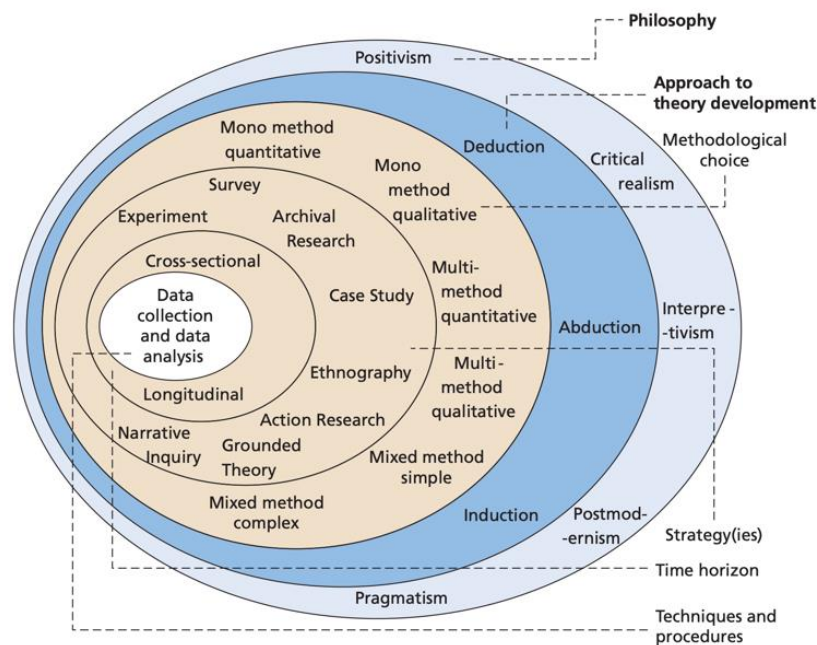 Philosophy
Positivism
Approach to
theory development
Mono method
quantitative
Deduction
Methodological
choice
Critical
realism
Mono
method
qualitative
Survey
Experiment
Archival
Research
Cross-sectional
Multi-
method
quantitative
Data
collection
and data
analysis
Case Study
Abduction
Interpre-
-tivism
Ethnography
Multi-
method
qualitative
Longitudinal
Action Research
Narrative
Inquiry
Grounded
Theory
Mixed method
simple
Mixed method
complex
Induction
Postmod-
-ernism
Strategy(ies)
Time horizon
Pragmatism
Techniques and
procedures